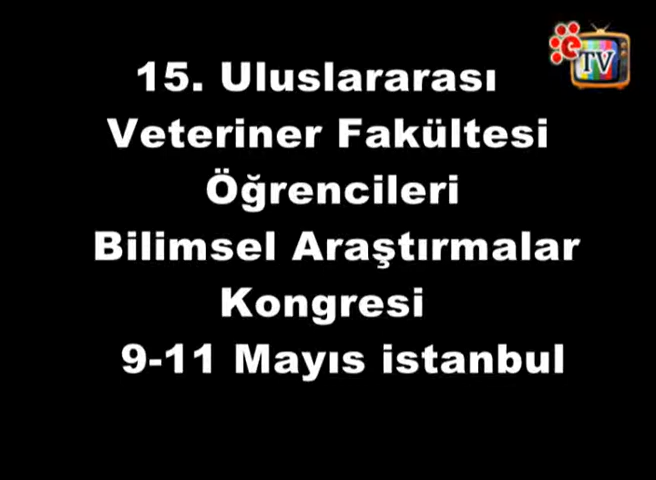 e
TV
15. Uluslararası
Veteriner Fakültesi
Öğrencileri
Bilimsel Araştırmalar
Kongresi
9-11 Mayıs istanbul